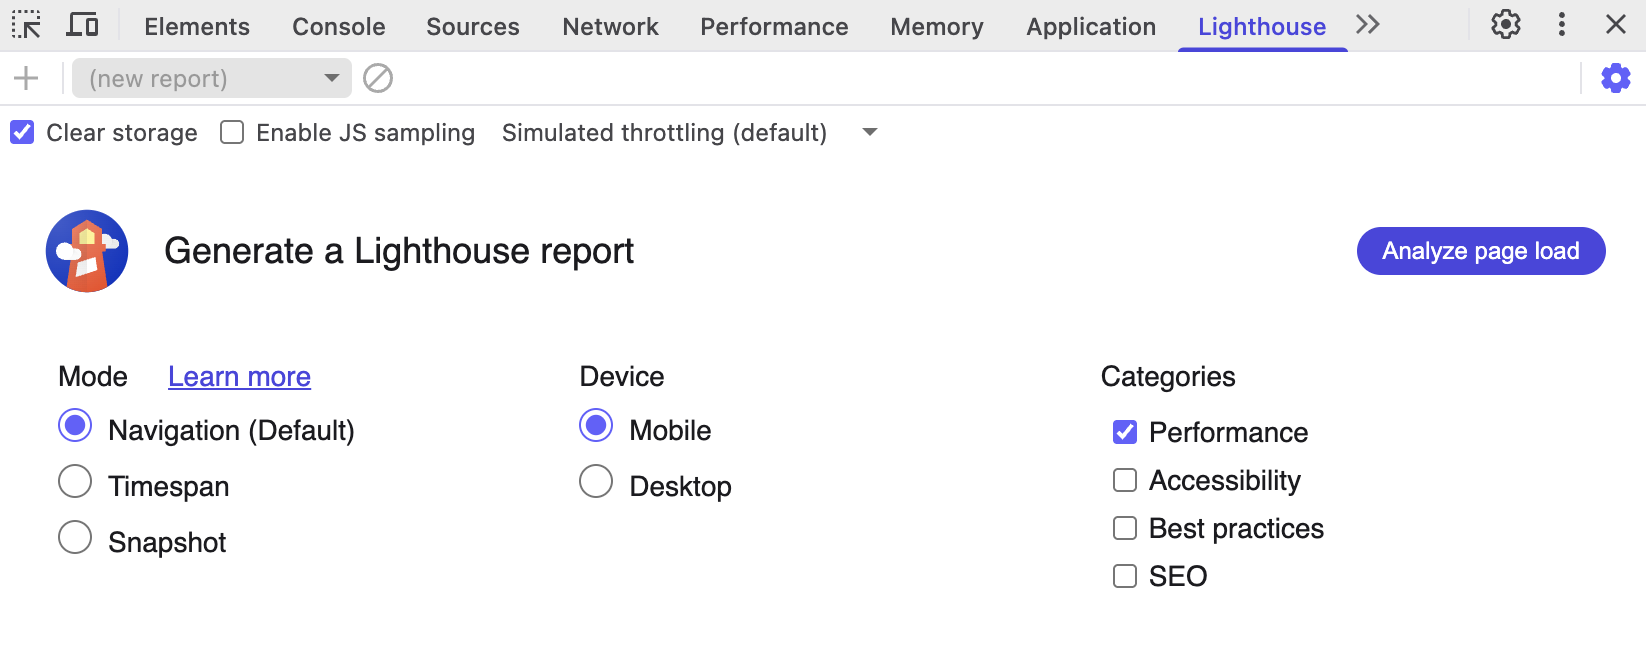 Elements Console Sources Network Performance Memory Application Lighthouse
(new report)
Clear storage Enable JS sampling Simulated throttling (default)
Generate a Lighthouse report
Analyze page load
Mode Learn more
Navigation (Default)
Timespan
Snapshot
Device
Mobile
Desktop
Categories
Performance
Accessibility
Best practices
SEO